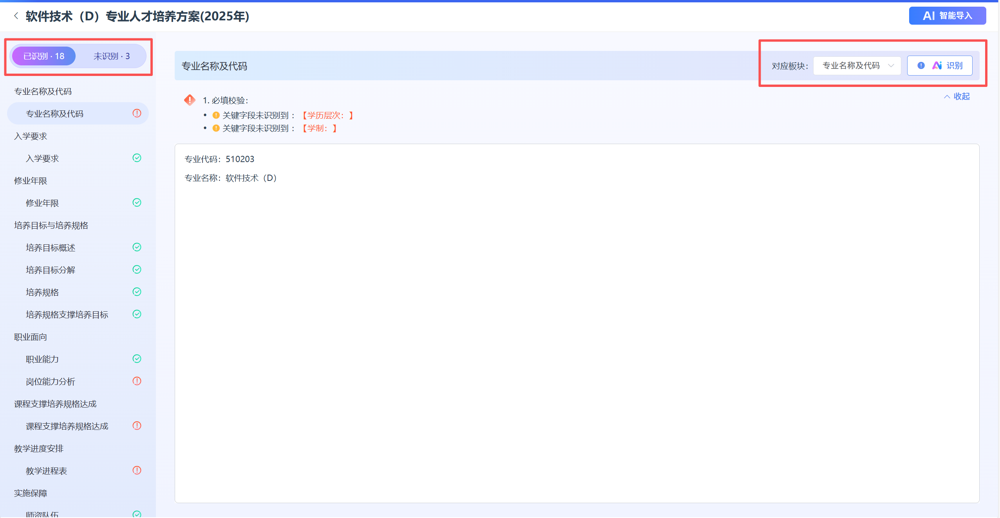 软件技术（D）专业人才培养方案(2025年)
AI 智能导入
已识别 · 18
未识别 · 3
专业名称及代码
专业名称及代码
入学要求
入学要求
修业年限
修业年限
培养目标与培养规格
培养目标概述
培养目标分解
培养规格
培养规格支撑培养目标
职业面向
职业能力
岗位能力分析
课程支撑培养规格达成
课程支撑培养规格达成
教学进度安排
教学进程表
实施保障
师资队伍
专业名称及代码
对应板块：
专业名称及代码
Ai 识别
收起
1. 必填校验：
• 关键字段未识别到：【学历层次：】
• 关键字段未识别到：【学制：】
专业代码：510203
专业名称：软件技术（D）